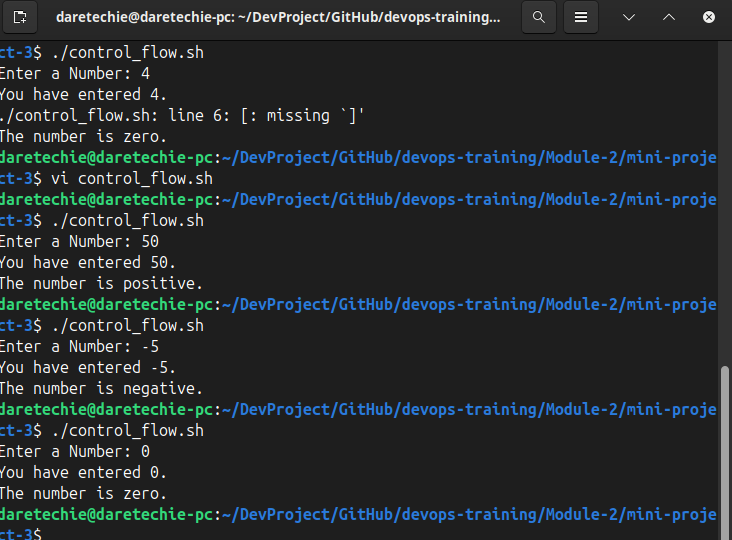 daretechie@daretechie-pc: ~/DevProject/GitHub/devops-training...
ct-3$ ./control_flow.sh
Enter a Number: 4
You have entered 4.
./control_flow.sh: line 6: [: missing `]'
The number is zero.
daretechie@daretechie-pc:~/DevProject/GitHub/devops-training/Module-2/mini-proje
ct-3$ vi control_flow.sh
daretechie@daretechie-pc:~/DevProject/GitHub/devops-training/Module-2/mini-proje
ct-3$ ./control_flow.sh
Enter a Number: 50
You have entered 50.
The number is positive.
daretechie@daretechie-pc:~/DevProject/GitHub/devops-training/Module-2/mini-proje
ct-3$ ./control_flow.sh
Enter a Number: -5
You have entered -5.
The number is negative.
daretechie@daretechie-pc:~/DevProject/GitHub/devops-training/Module-2/mini-proje
ct-3$ ./control_flow.sh
Enter a Number: 0
You have entered 0.
The number is zero.
daretechie@daretechie-pc:~/DevProject/GitHub/devops-training/Module-2/mini-proje
ct-3$